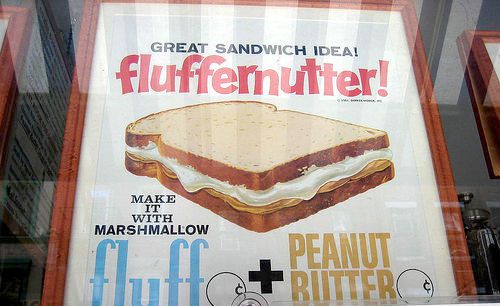 GREAT SANDWICH IDEA!
fluffernutter!
MAKE
IT
WITH
MARSHMALLOW
fluff
+
PEANUT
BUTTER